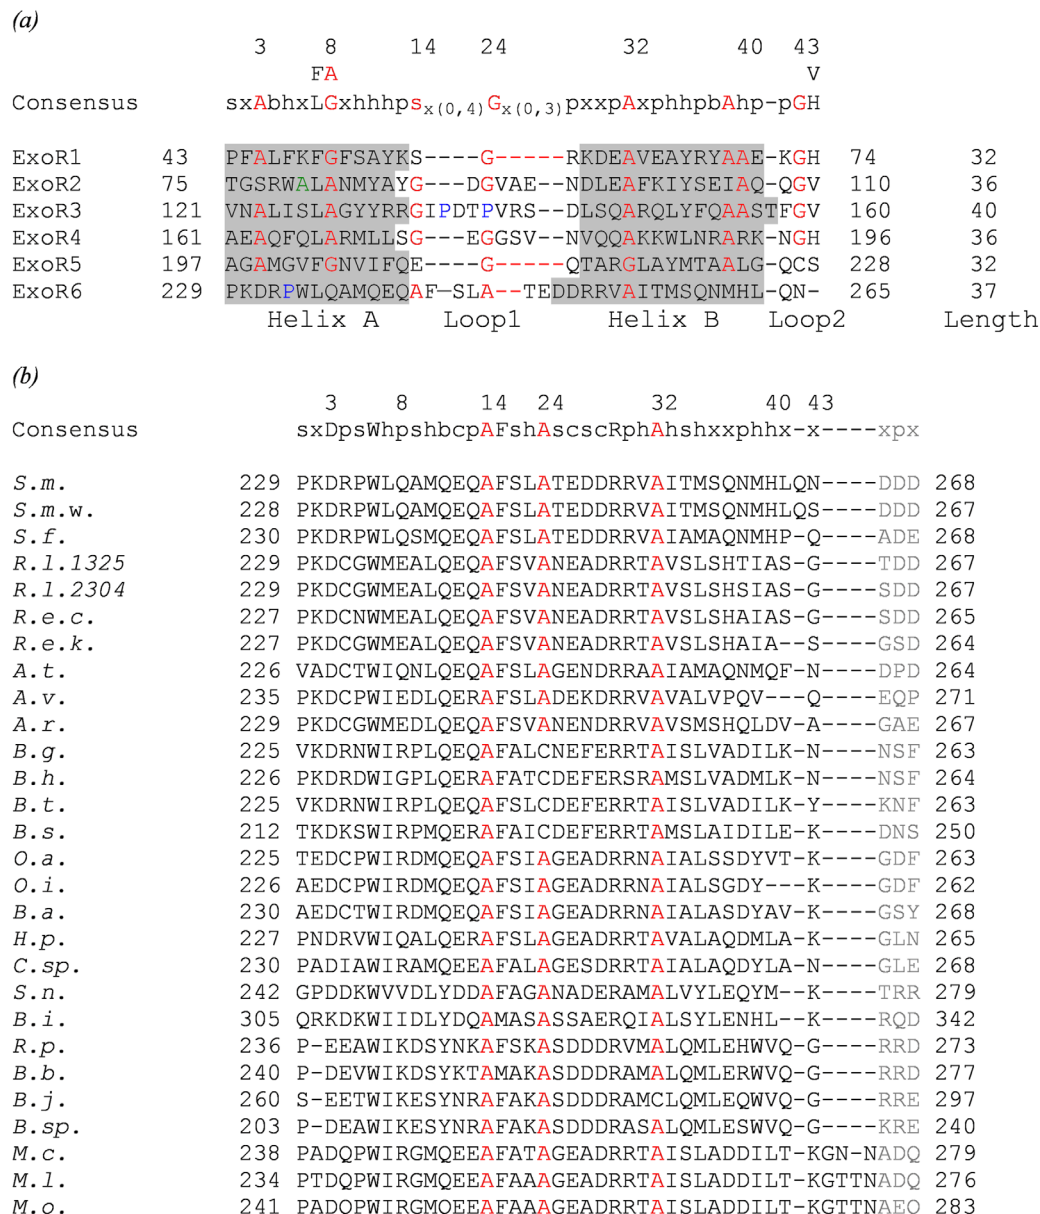 (a)
3 8 14 24 32 40 43
FA V
Consensus sxAbhxLGxhhhpsx(0,4)Gx(0,3)pxxpAxphhpbAhp-pGH
ExoR1 43 PFALFKFGFSAYKS----G-----RKDEAVEAYRYAAE-KGH 74 32
ExoR2 75 TGSRWALANMYAYG---DGVAEN--NDLEAFKIYSEIAQ-QGV 110 36
ExoR3 121 VNALISLAGYYRRGIPDTPVRS--DLSQARQLYFQAASTFGV 160 40
ExoR4 161 AEAQFQLARMLLSG---EGGSV--NVQQAKKWLNRARK-NGH 196 36
ExoR5 197 AGAMGVFGNVIFQE----G-----QTARGLAYMTAALG-QCS 228 32
ExoR6 229 PKDRPWLQAMQEQAF—SLA--TEDDRRVAITMSQNMHL-QN- 265 37
Helix A Loop1 Helix B Loop2 Length
(b)
3 8 14 24 32 40 43
Consensus sxDpsWhpshbcpAFshAscscRphAhshxxphhx-x----xpx
S.m. 229 PKDRPWLQAMQEQAFSLATEDDRRVAITMSQNMHLQN----DDD 268
S.m.w. 228 PKDRPWLQAMQEQAFSLATEDDRRVAITMSQNMHLQS----DDD 267
S.f. 230 PKDRPWLQSMQEQAFSLATEDDRRVAIAMAQNMHP-Q----ADE 268
R.l.1325 229 PKDCGWMEALQEQAFSVANEADRRTAVSLSHTIAS-G----TDD 267
R.l.2304 229 PKDCGWMEALQEQAFSVANEADRRTAVSLSHSIAS-G----SDD 267
R.e.c. 227 PKDCNWMEALQEQAFSVANEADRRTAVSLSHAIAS-G----SDD 265
R.e.k. 227 PKDCGWMEALQEQAFSVANEADRRTAVSLSHAIA--S----GSD 264
A.t. 226 VADCTWIQNLQEQAFSLAGENDRRAAIAMAQNMQF-N----DPD 264
A.v. 235 PKDCPWIEDLQERAFSLADEKDRRVAVALVPQV---Q----EQP 271
A.r. 229 PKDCGWMEDLQEQAFSVANENDRRVAVSMSHQLDV-A----GAE 267
B.g. 225 VKDRNWIRPLQEQAFALCNEFERRTAISLVADILK-N----NSF 263
B.h. 226 PKDRDWIGPLQERAFATCDEFERSRAMSLVADMLK-N----NSF 264
B.t. 225 VKDRNWIRPLQEQAFSLCDEFERRTAISLVADILK-Y----KNF 263
B.s. 212 TKDKSWIRPMQERAFAICDEFERRTAMSLAIDILE-K----DNS 250
O.a. 225 TEDCPWIRDMQEQAFSIAGEADRRNAIALSSDYVT-K----GDF 263
O.i. 226 AEDCPWIRDMQEQAFSIAGEADRRNAIALSGDY---K----GDF 262
B.a. 230 AEDCTWIRDMQEQAFSIAGEADRRNAIALASDYAV-K----GSY 268
H.p. 227 PNDRVWIQALQERAFSLAGEADRRTAVALAQDMLA-K----GLN 265
C.sp. 230 PADIAWIRAMQEEAFALAGESDRRTAIALAQDYLA-N----GLE 268
S.n. 242 GPDDKWVVDLYDDAFAGANADERAMALVYLEQYM--K----TRR 279
B.i. 305 QRKDKWIIDLYDQAMASASSAERQIALSYLENHL--K----RQD 342
R.p. 236 P-EEAWIKDSYNKAFSKASDDDRVMALQMLEHWVQ-G----RRD 273
B.b. 240 P-DEVWIKDSYKTAMAKASDDDRAMALQMLERWVQ-G----RRD 277
B.j. 260 S-EETWIKESYNRAFAKASDDDRAMCLQMLEQWVQ-G----RRE 297
B.sp. 203 P-DEAWIKESYNRAFAKASDDDRASALQMLESWVQ-G----KRE 240
M.c. 238 PADQPWIRGMQEEAFATAGEADRRTAISLADDILT-KGN-NADQ 279
M.l. 234 PTDQPWIRGMQEEAFAAAGEADRRTAISLADDILT-KGTTNADQ 276
M.o. 241 PADQPWIRGMQEEAFAAAGEADRRTAISMADDILT-KGTTNAEQ 283